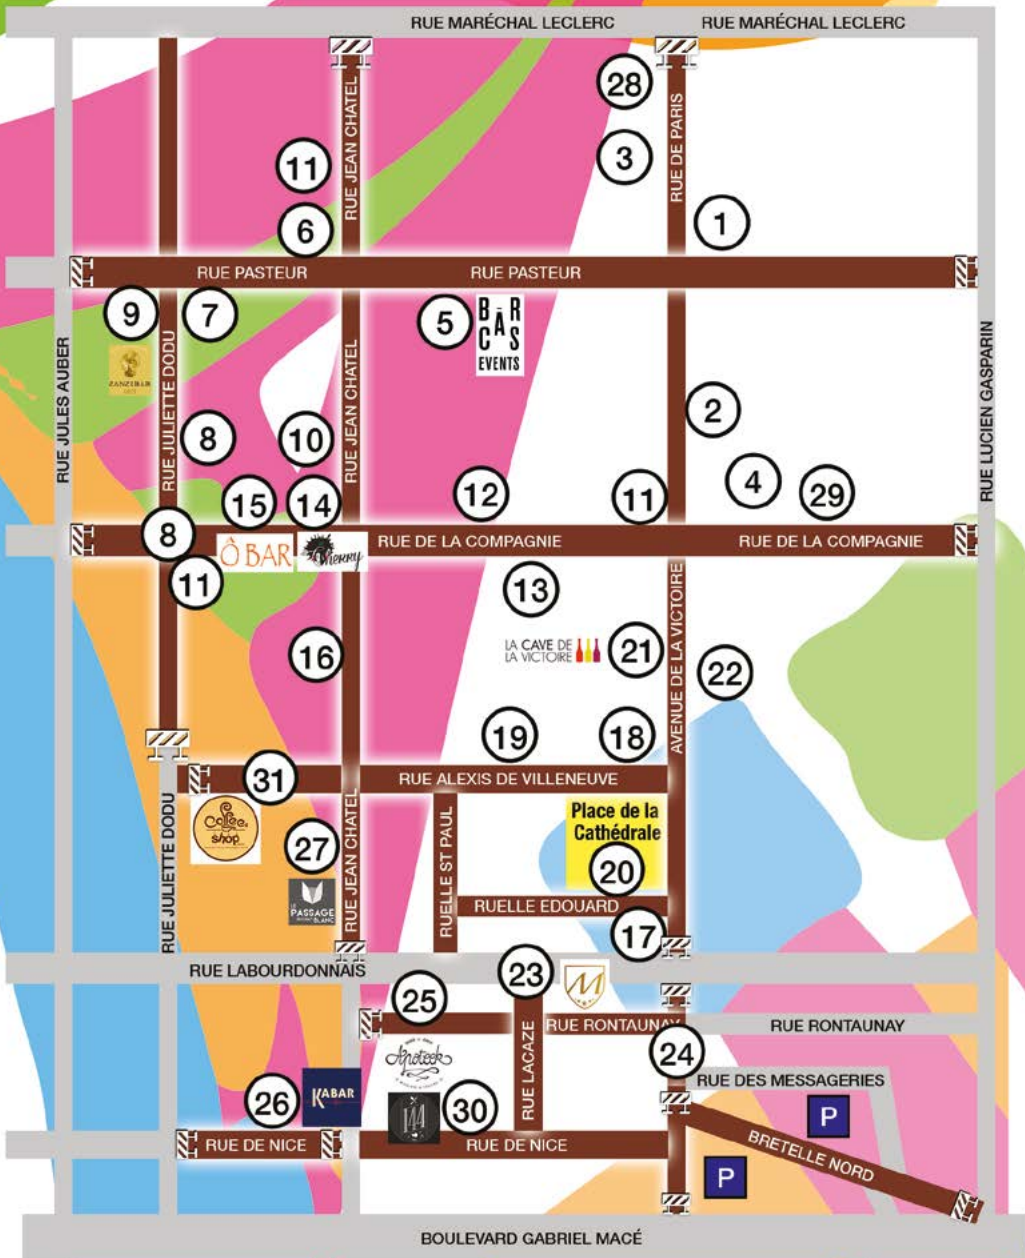 RUE MARÉCHAL LECLERC
RUE MARÉCHAL LECLERC
28
RUE JEAN CHATEL
RUE DE PARIS
3
11
1
6
RUE PASTEUR
RUE PASTEUR
9
7
5
BĀR
CÀS
EVENTS
ZANZIBAR
RUE JULES AUBER
RUE JULIETTE DODU
RUE JEAN CHATEL
RUE LUCIEN GASPARIN
2
8
10
4
29
15
14
12
11
8
Ô BAR
Thierry
RUE DE LA COMPAGNIE
RUE DE LA COMPAGNIE
11
13
AVENUE DE LA VICTOIRE
16
LA CAVE DE
LA VICTOIRE
21
22
19
18
31
RUE ALEXIS DE VILLENEUVE
Coffee
shop
RUE JULIETTE DODU
27
RUE JEAN CHATEL
RUELLE ST PAUL
Place de la
Cathédrale
20
LE
PASSAGE
BLANC
RUELLE EDOUARD
17
RUE LABOURDONNAIS
23
M
25
RUE LACAZE
RUE RONTAUNAY
RUE RONTAUNAY
Apoteek
24
RUE DES MESSAGERIES
26
KABAR
144
30
P
RUE DE NICE
RUE DE NICE
BRETELLE NORD
P
BOULEVARD GABRIEL MACÉ